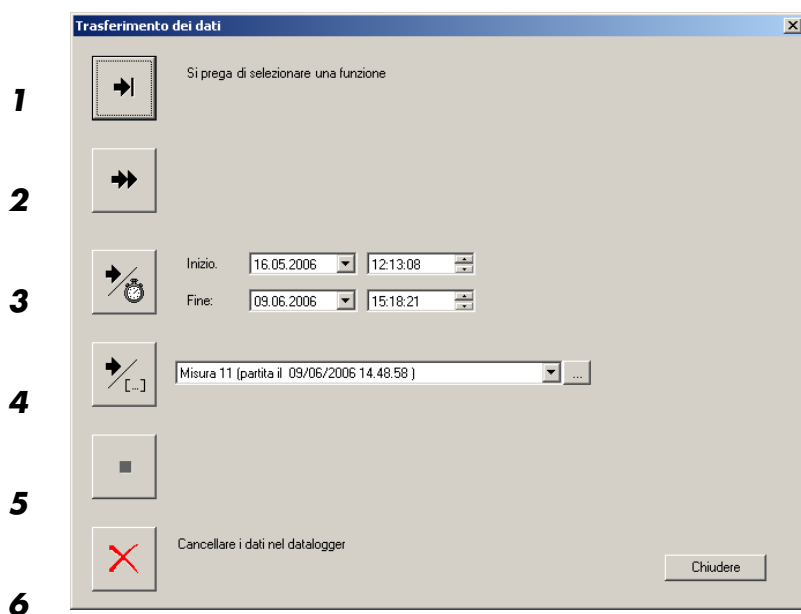 Trasferimento dei dati
1
Si prega di selezionare una funzione
2
Inizio. 16.05.2006 12:13:08
3
Fine: 09.06.2006 15:18:21
[...]
Misura 11 (partita il 09/06/2006 14.48.58 ) ...
4
5
Cancellare i dati nel datalogger
Chiudere
6